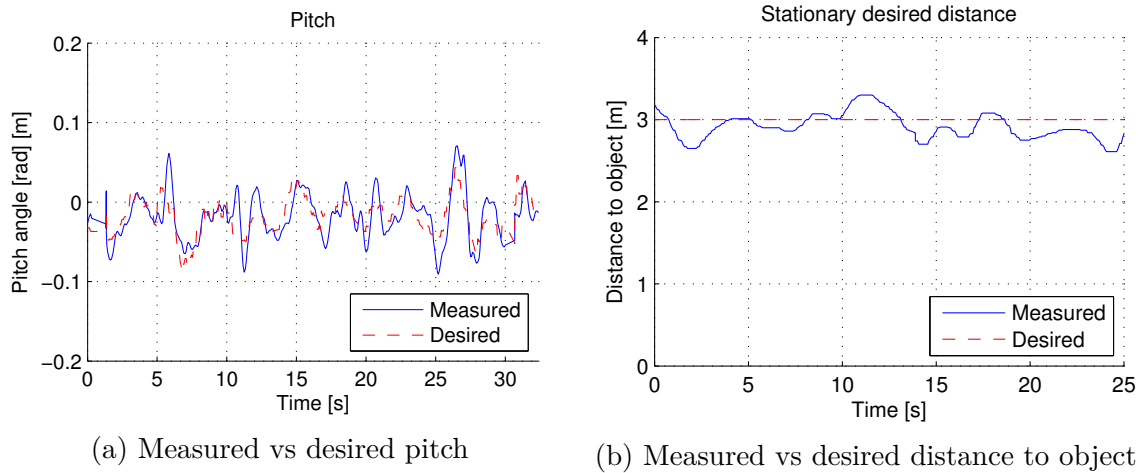 Pitch
0.2
0.1
0
−0.1
−0.2
Pitch angle [rad] [m]
Measured
Desired
0 5 10 15 20 25 30
Time [s]
(a) Measured vs desired pitch
Stationary desired distance
4
3
2
1
0
Distance to object [m]
Measured
Desired
0 5 10 15 20 25
Time [s]
(b) Measured vs desired distance to object